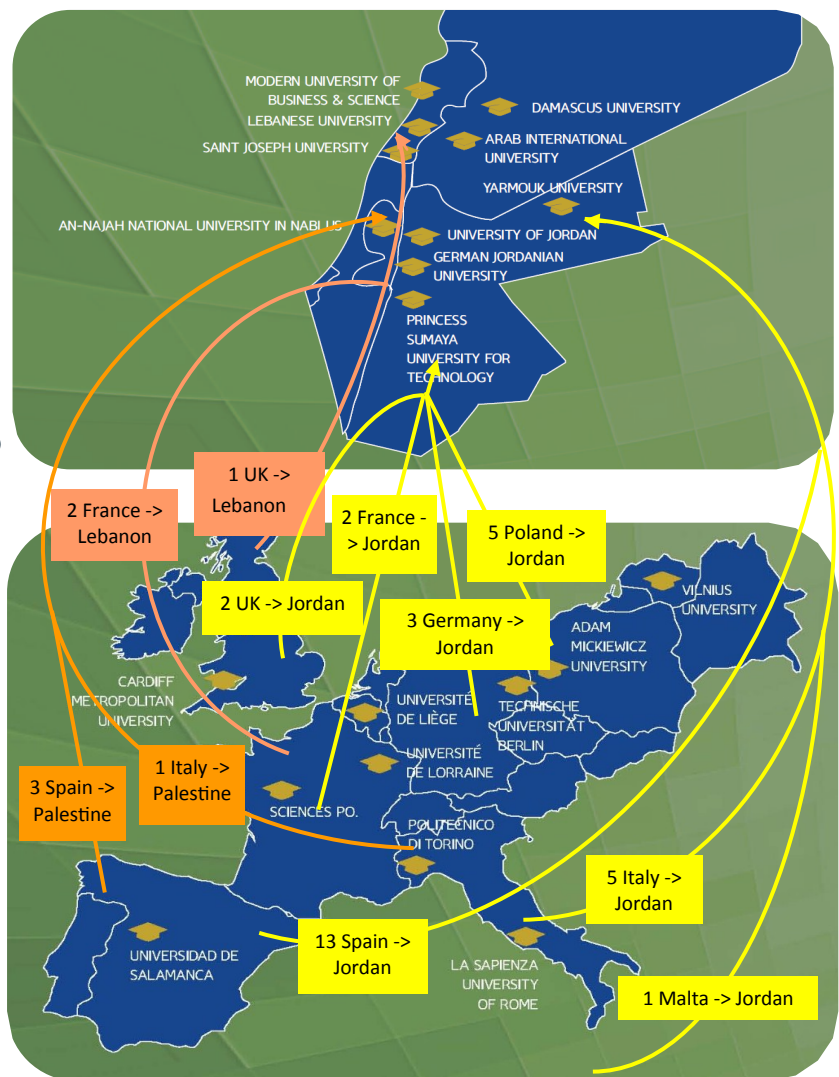 MODERN UNIVERSITY OF
BUSINESS & SCIENCE
LEBANESE UNIVERSITY
SAINT JOSEPH UNIVERSITY
DAMASCUS UNIVERSITY
ARAB INTERNATIONAL
UNIVERSITY
YARMOUK UNIVERSITY
AN-NAJAH NATIONAL UNIVERSITY IN NABLUS
UNIVERSITY OF JORDAN
GERMAN JORDANIAN
UNIVERSITY
PRINCESS
SUMAYA
UNIVERSITY FOR
TECHNOLOGY
1 UK ->
Lebanon
2 France ->
Lebanon
2 France -
> Jordan
5 Poland ->
Jordan
2 UK -> Jordan
3 Germany ->
Jordan
VILNIUS
UNIVERSITY
ADAM
MICKIEWICZ
UNIVERSITY
CARDIFF
METROPOLITAN
UNIVERSITY
UNIVERSITÉ
DE LIÈGE
TECHNISCHE
UNIVERSITÄT
BERLIN
UNIVERSITÉ
DE LORRAINE
1 Italy ->
Palestine
3 Spain ->
Palestine
SCIENCES PO.
POLITECNICO
DI TORINO
5 Italy ->
Jordan
13 Spain ->
Jordan
UNIVERSIDAD DE
SALAMANCA
LA SAPIENZA
UNIVERSITY
OF ROME
1 Malta -> Jordan